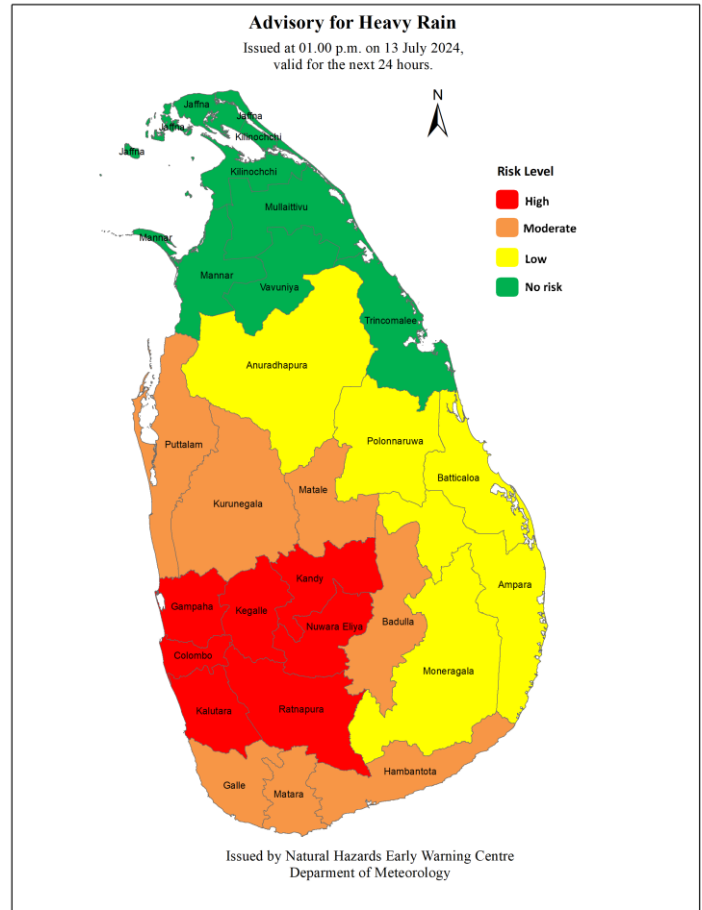 Advisory for Heavy Rain
Issued at 01.00 p.m. on 13 July 2024,
valid for the next 24 hours.
N
Jaffna
Jaffna
Jaffna
Kilinochchi
Jaffna
Kilinochchi
Risk Level
High
Moderate
Low
No risk
Mullaittivu
Mannar
Mannar
Vavuniya
Trincomalee
Anuradhapura
Puttalam
Polonnaruwa
Batticaloa
Matale
Kurunegala
Kandy
Ampara
Gampaha
Kegalle
Nuwara Eliya
Badulla
Colombo
Moneragala
Kalutara
Ratnapura
Hambantota
Galle
Matara
Issued by Natural Hazards Early Warning Centre
Deparment of Meteorology